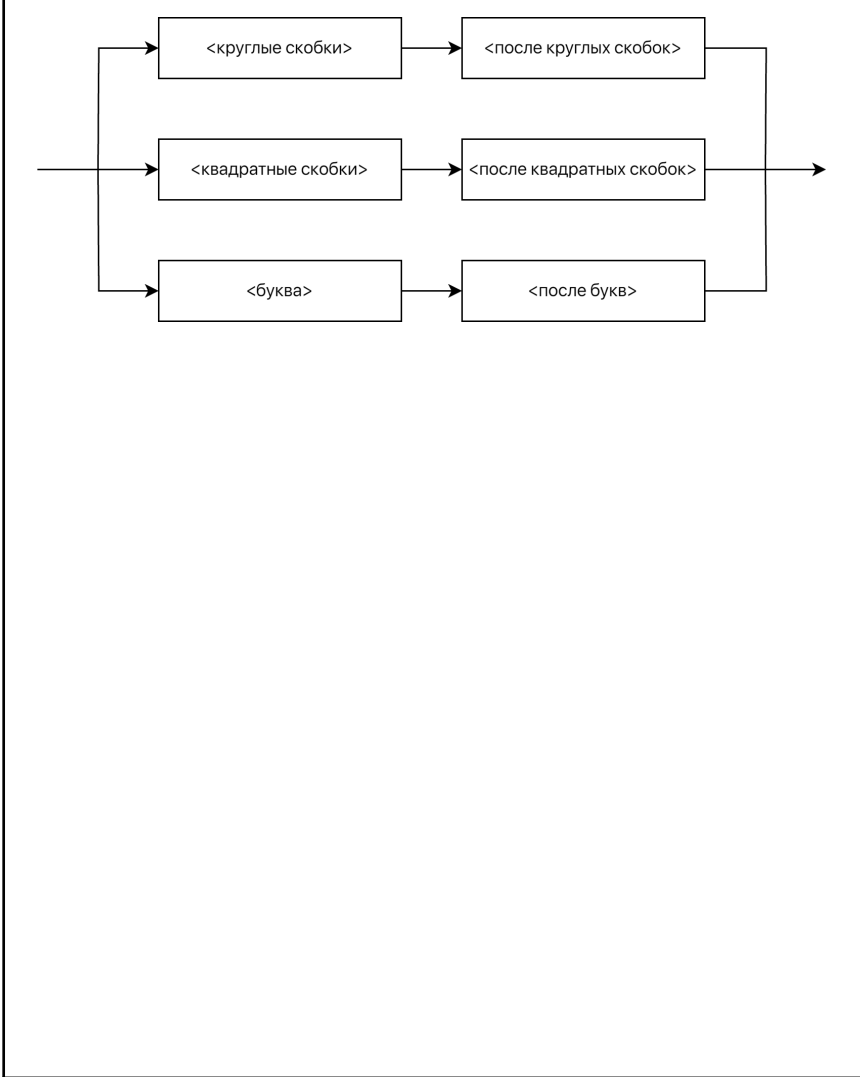 <круглые скобки>
<после круглых скобок>
<квадратные скобки>
<после квадратных скобок>
<буква>
<после букв>